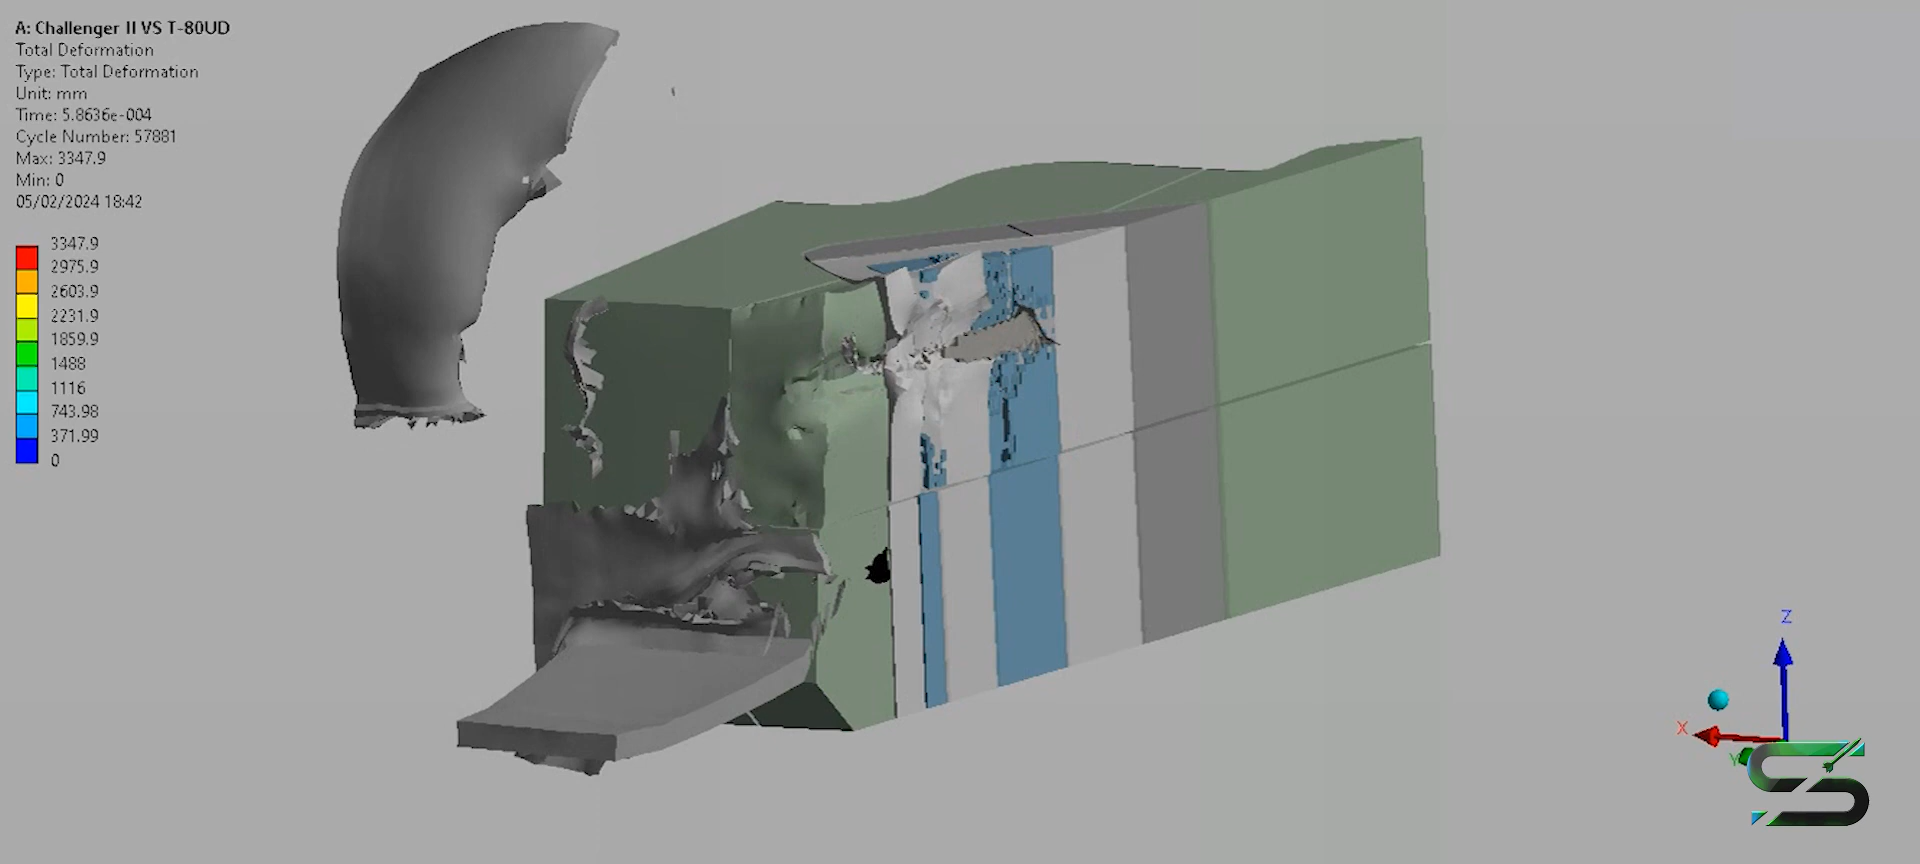 A: Challenger II VS T-80UD
Total Deformation
Type: Total Deformation
Unit: mm
Time: 5.8636e-004
Cycle Number: 57881
Max: 3347.9
Min: 0
05/02/2024 18:42
3347.9
2975.9
2603.9
2231.9
1859.9
1488
1116
743.98
371.99
0
Z
X
Y